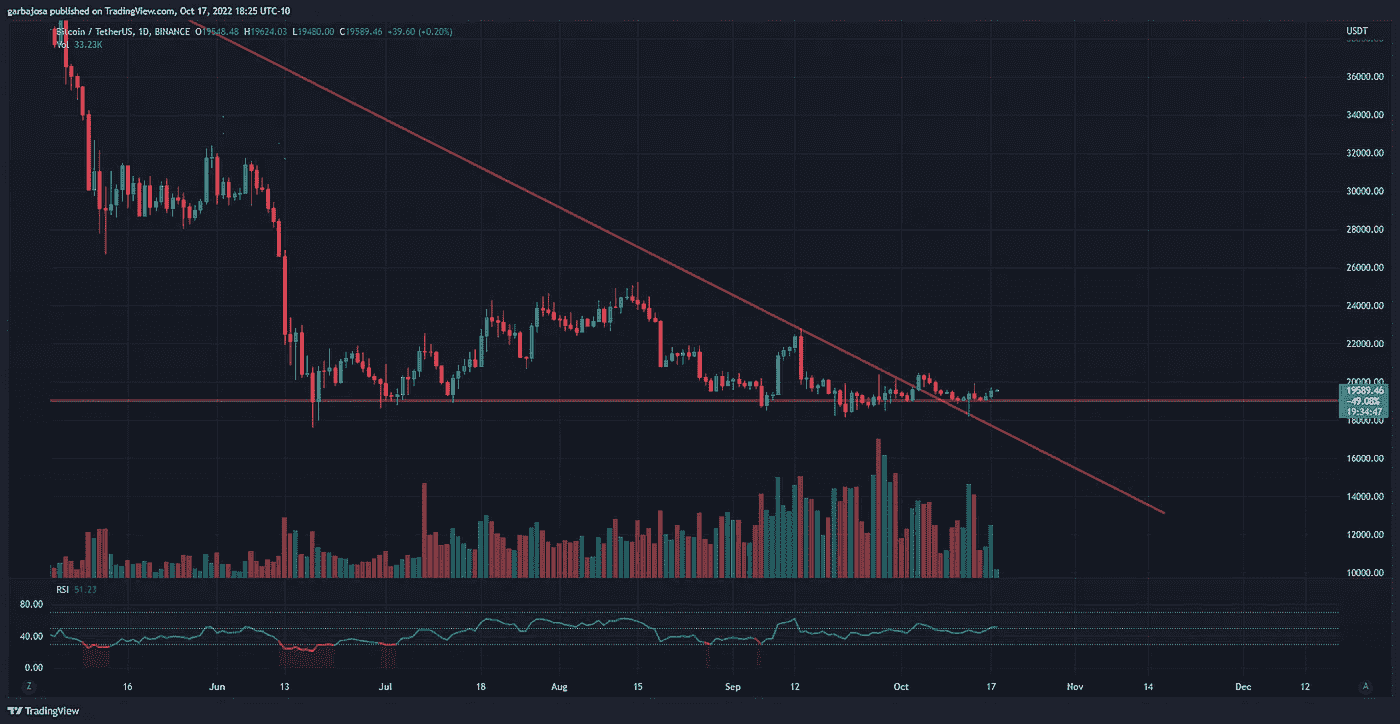 garbajosa published on TradingView.com, Oct 17, 2022 18:25 UTC-10
Bitcoin / TetherUS, 1D, BINANCE O19548.48 H19624.03 L19480.00 C19589.46 +39.60 (+0.20%)
Vol 33.23K
USDT
36000.00
34000.00
32000.00
30000.00
28000.00
26000.00
24000.00
22000.00
20000.00
19589.46
-49.08%
19:34:47
18000.00
16000.00
14000.00
12000.00
10000.00
RSI 51.23
80.00
40.00
0.00
Z 16 Jun 13 Jul 18 Aug 15 Sep 12 Oct 17 Nov 14 Dec 12 A
TradingView